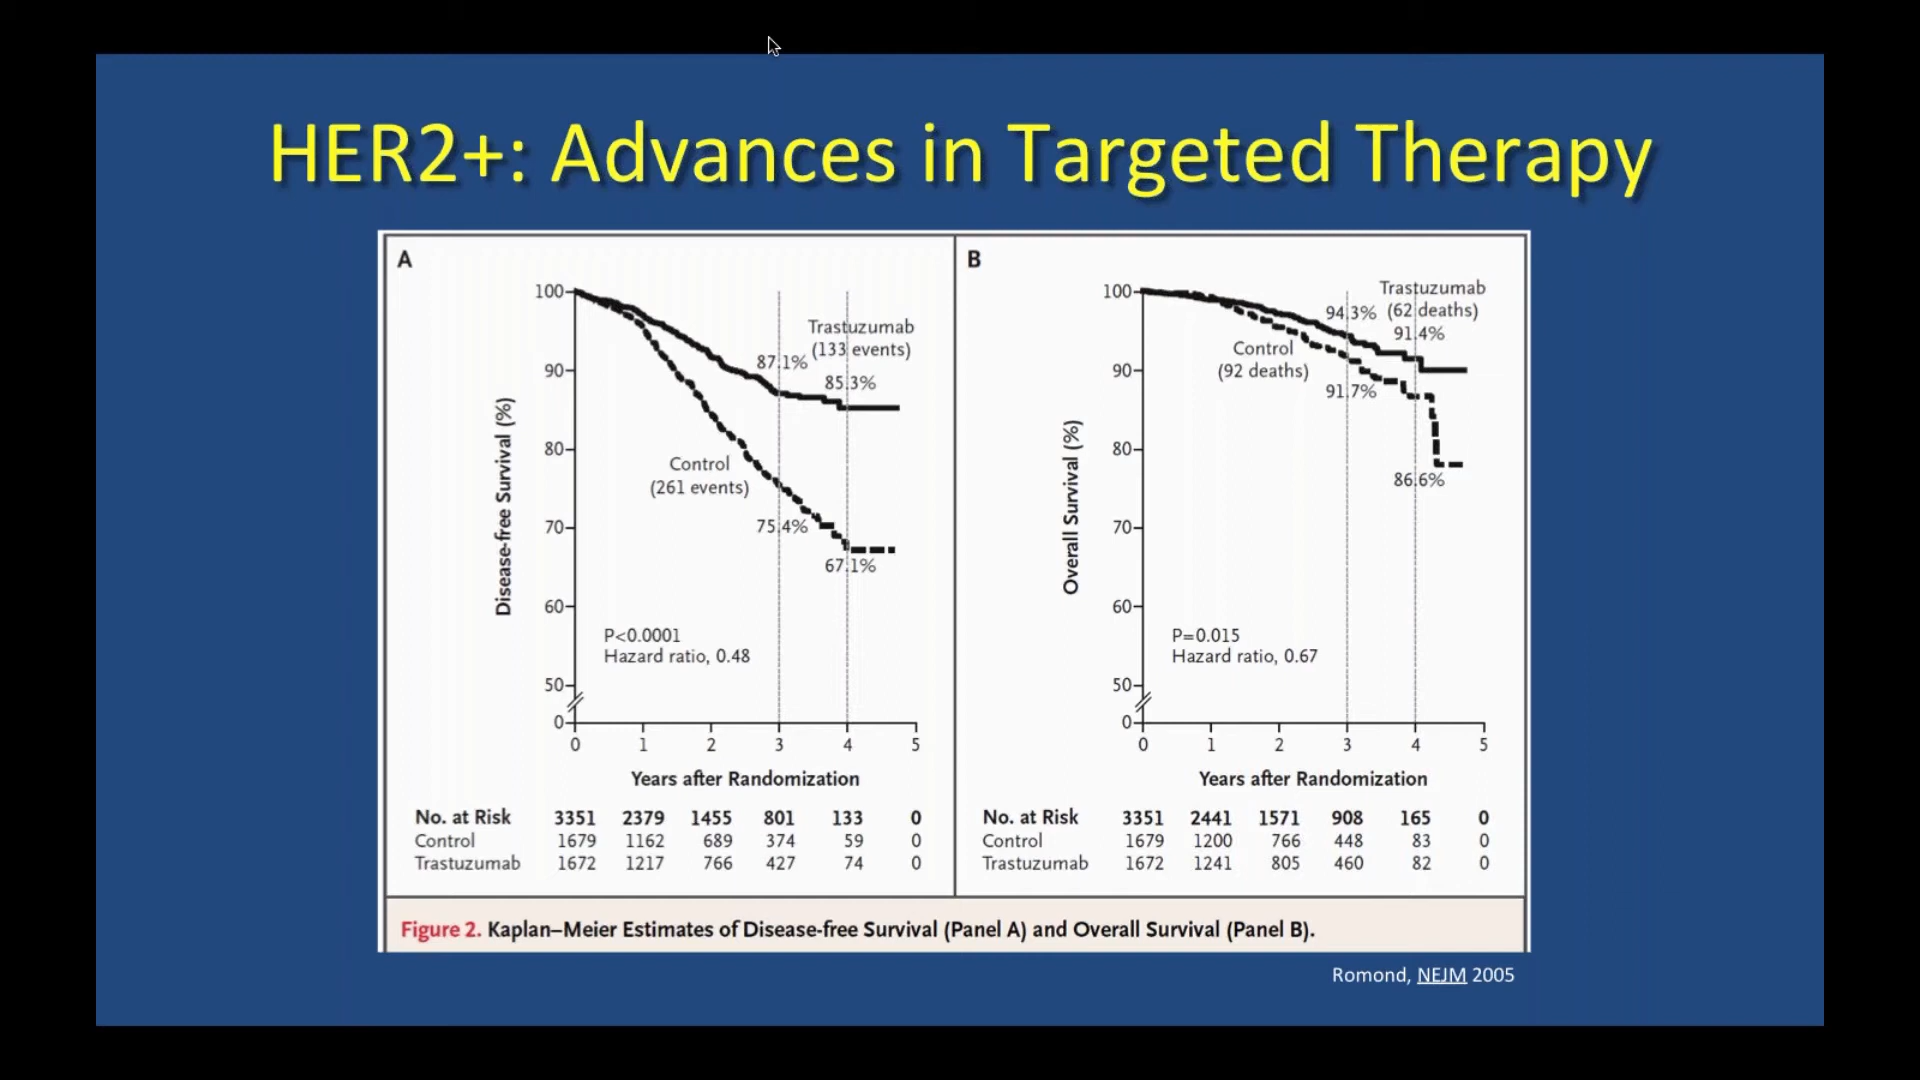 HER2+: Advances in Targeted Therapy
A
Disease-free Survival (%)
100
90
80
70
60
50
0
Trastuzumab
(133 events)
87.1%
85.3%
Control
(261 events)
75.4%
67.1%
P<0.0001
Hazard ratio, 0.48
0 1 2 3 4 5
Years after Randomization
No. at Risk 3351 2379 1455 801 133 0
Control 1679 1162 689 374 59 0
Trastuzumab 1672 1217 766 427 74 0
B
Overall Survival (%)
100
90
80
70
60
50
0
Trastuzumab
(62 deaths)
94.3%
91.4%
Control
(92 deaths)
91.7%
86.6%
P=0.015
Hazard ratio, 0.67
0 1 2 3 4 5
Years after Randomization
No. at Risk 3351 2441 1571 908 165 0
Control 1679 1200 766 448 83 0
Trastuzumab 1672 1241 805 460 82 0
Figure 2. Kaplan–Meier Estimates of Disease-free Survival (Panel A) and Overall Survival (Panel B).
Romond, NEJM 2005